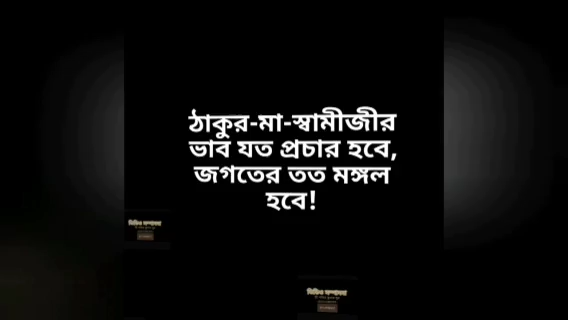 ঠাকুর-মা-স্বামীজীর
ভাব যত প্রচার হবে,
জগতের তত মঙ্গল
হবে!